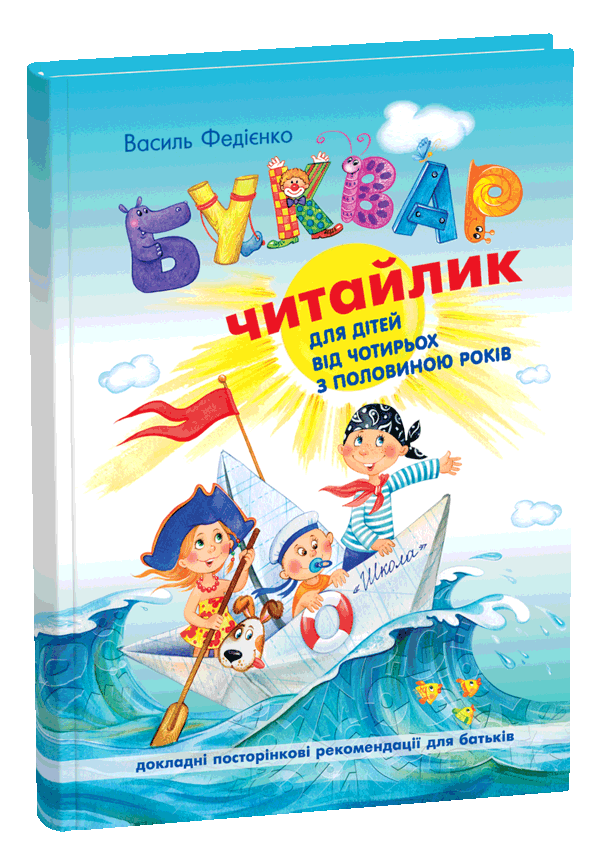 Василь Федієнко
БУКВАР
ЧИТАЙЛИК
ДЛЯ ДІТЕЙ
ВІД ЧОТИРЬОХ
З ПОЛОВИНОЮ РОКІВ
«Школа»
докладні посторінкові рекомендації для батьків